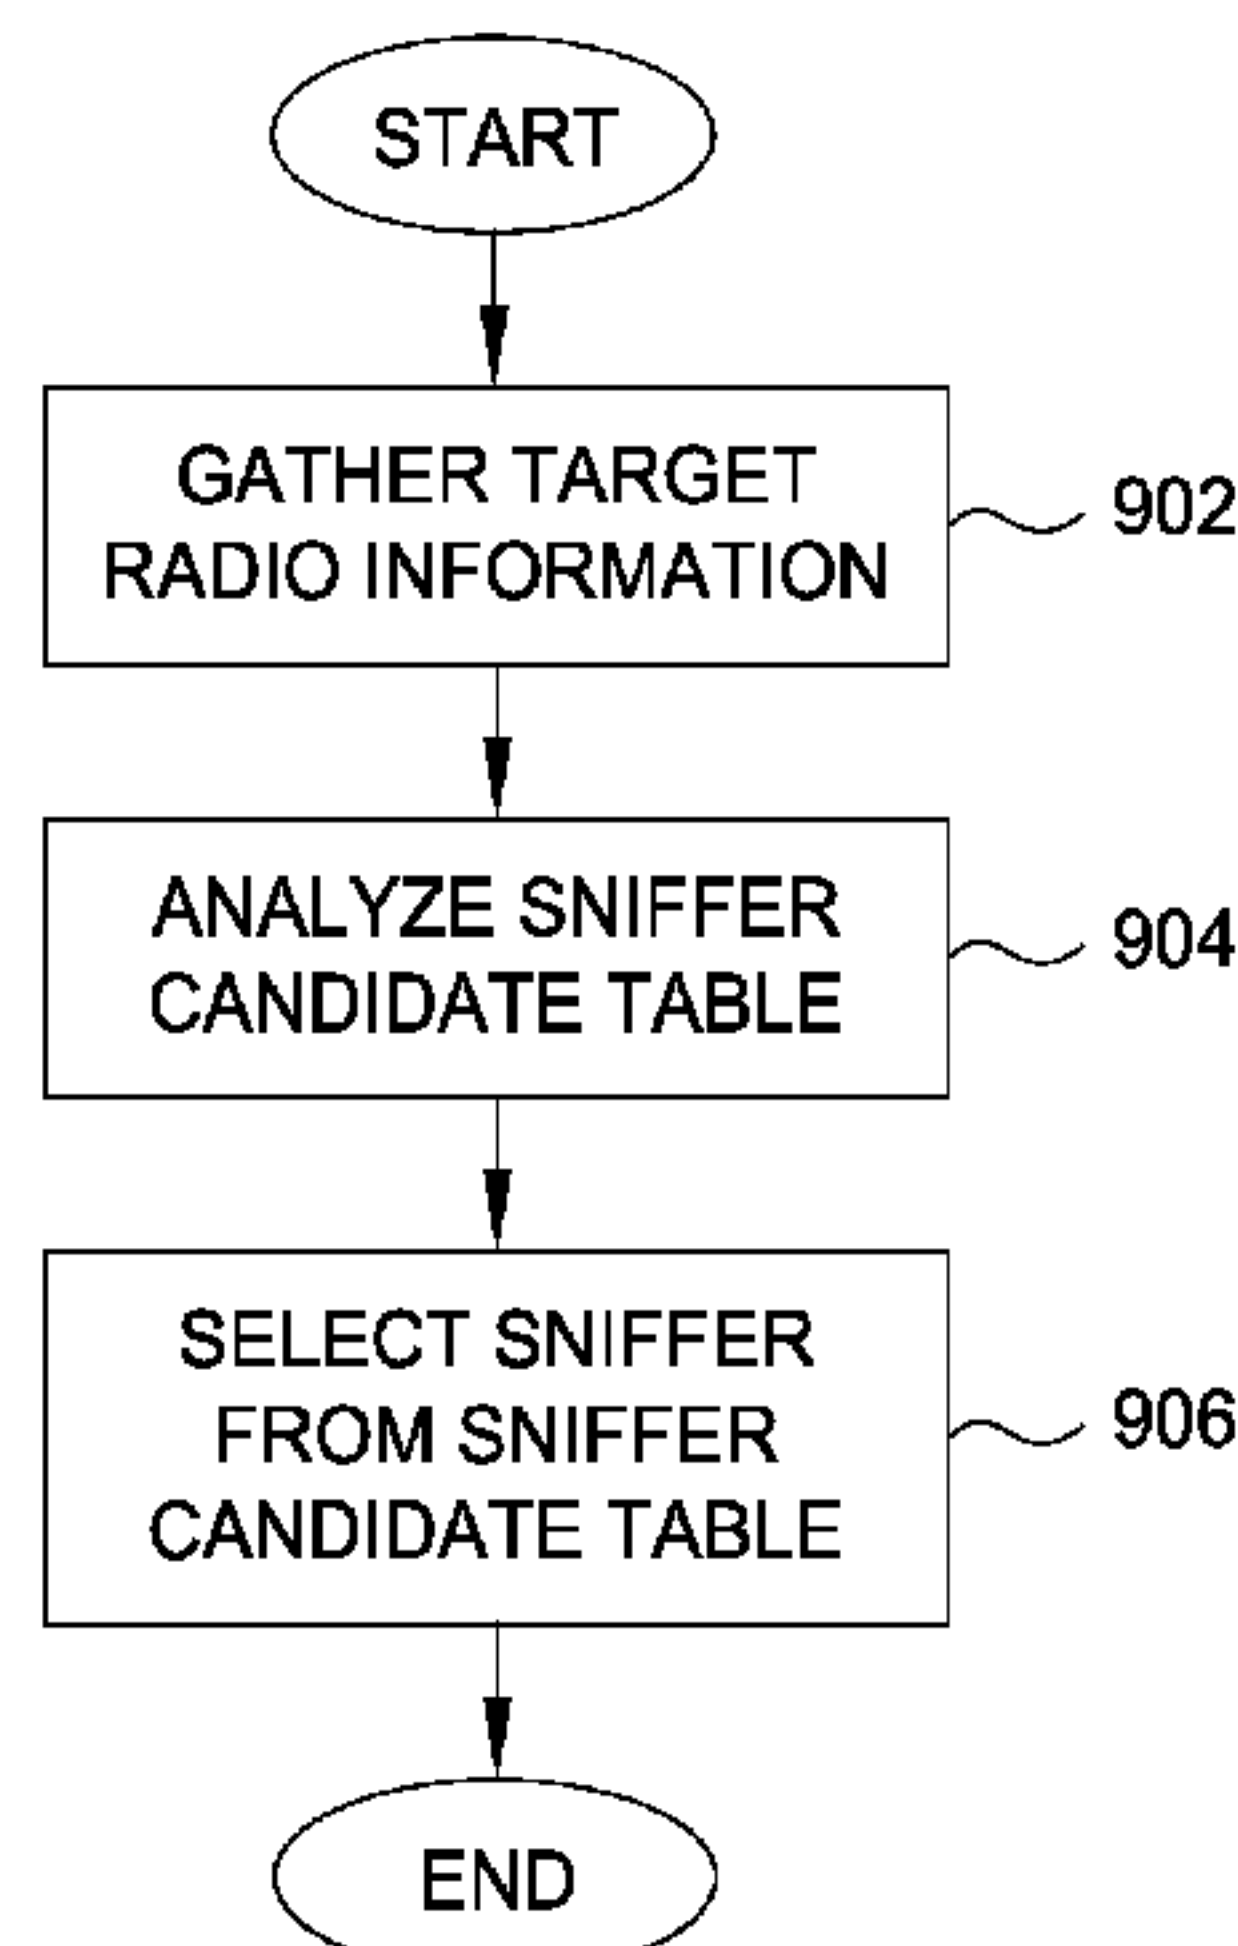 START
GATHER TARGET
RADIO INFORMATION
902
ANALYZE SNIFFER
CANDIDATE TABLE
904
SELECT SNIFFER
FROM SNIFFER
CANDIDATE TABLE
906
END